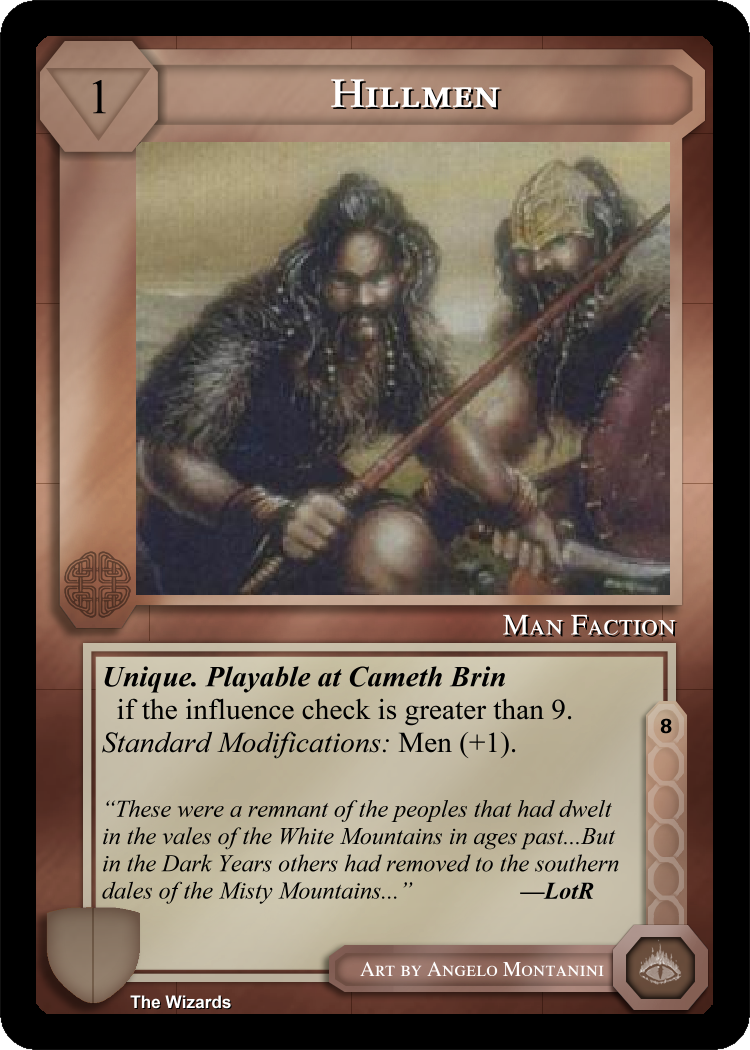 1
Hillmen
Man Faction
Unique. Playable at Cameth Brin
if the influence check is greater than 9.
Standard Modifications: Men (+1).
8
“These were a remnant of the peoples that had dwelt
in the vales of the White Mountains in ages past...But
in the Dark Years others had removed to the southern
dales of the Misty Mountains...” —LotR
Art by Angelo Montanini
The Wizards